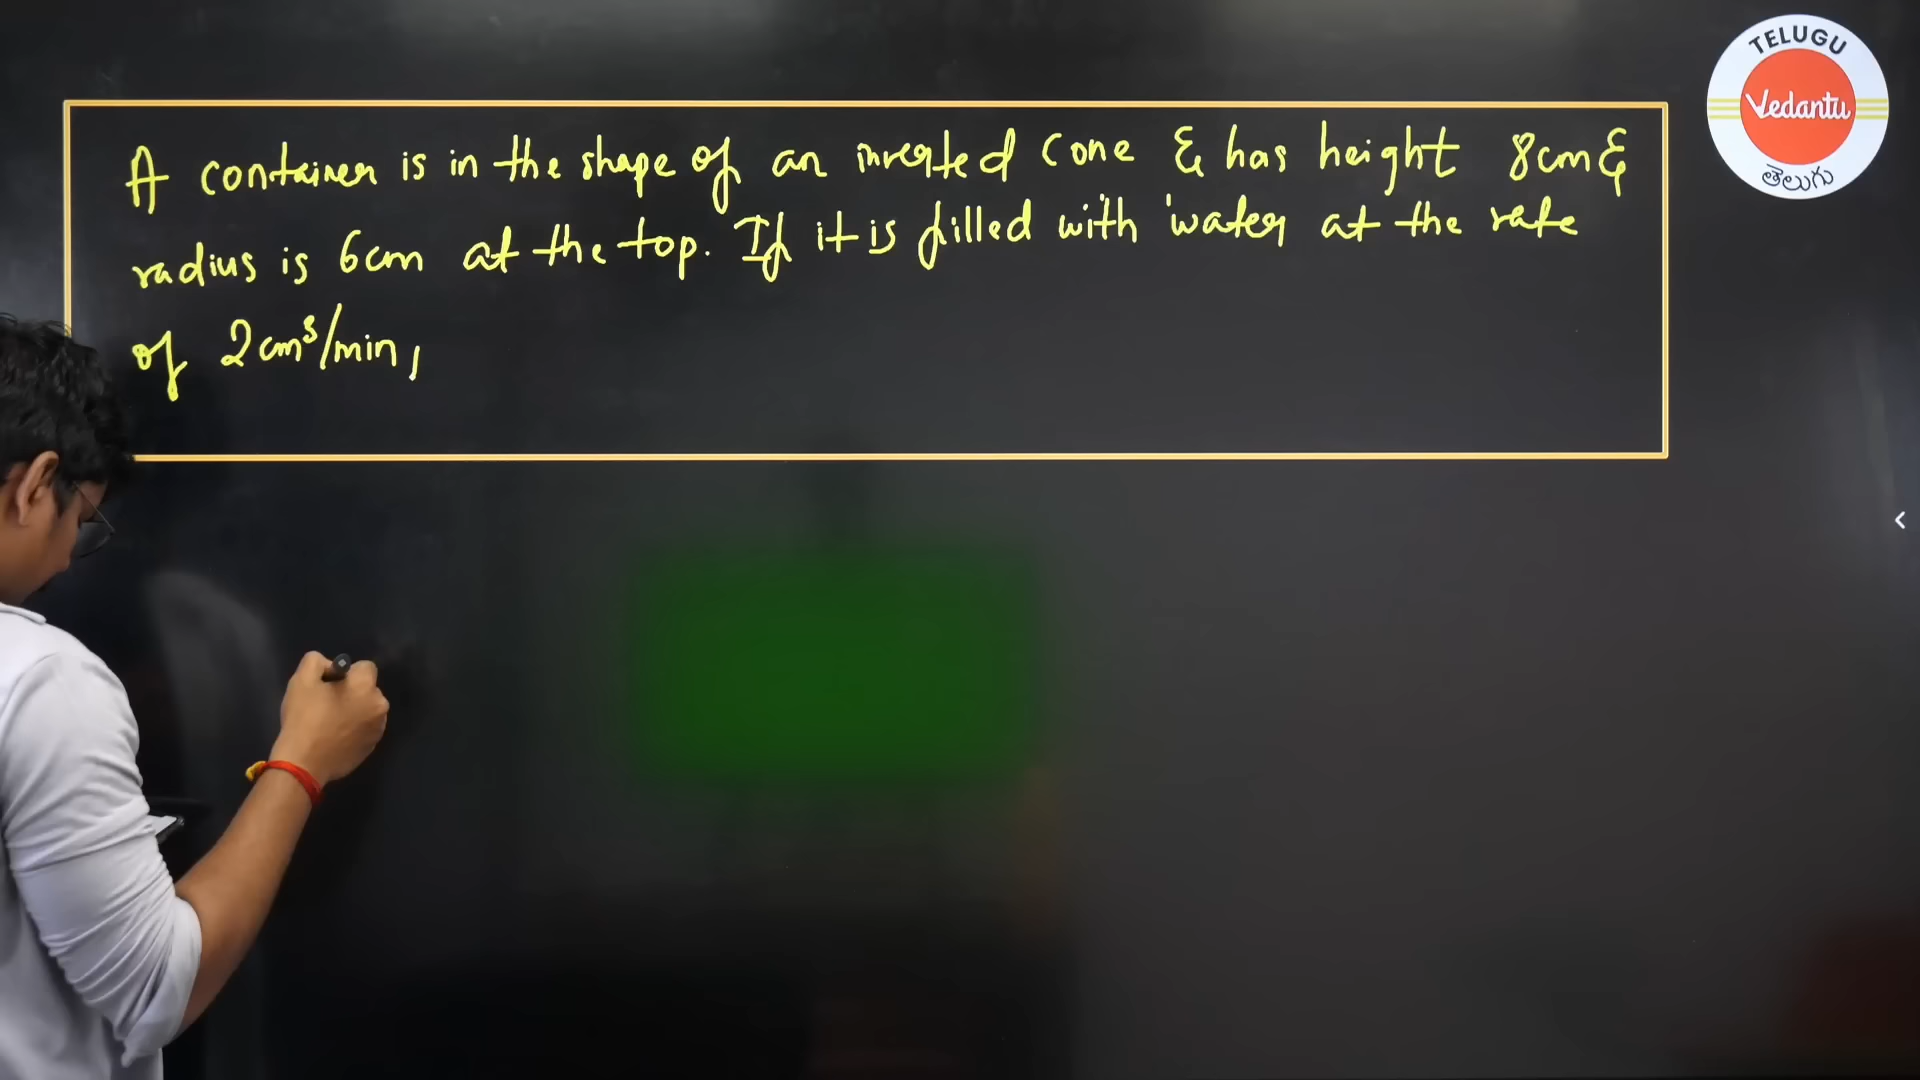 A container is in the shape of an inverted cone & has height 8cm &
radius is 6cm at the top. If it is filled with water at the rate
of 2cm³/min,
TELUGU
Vedantu
తెలుగు